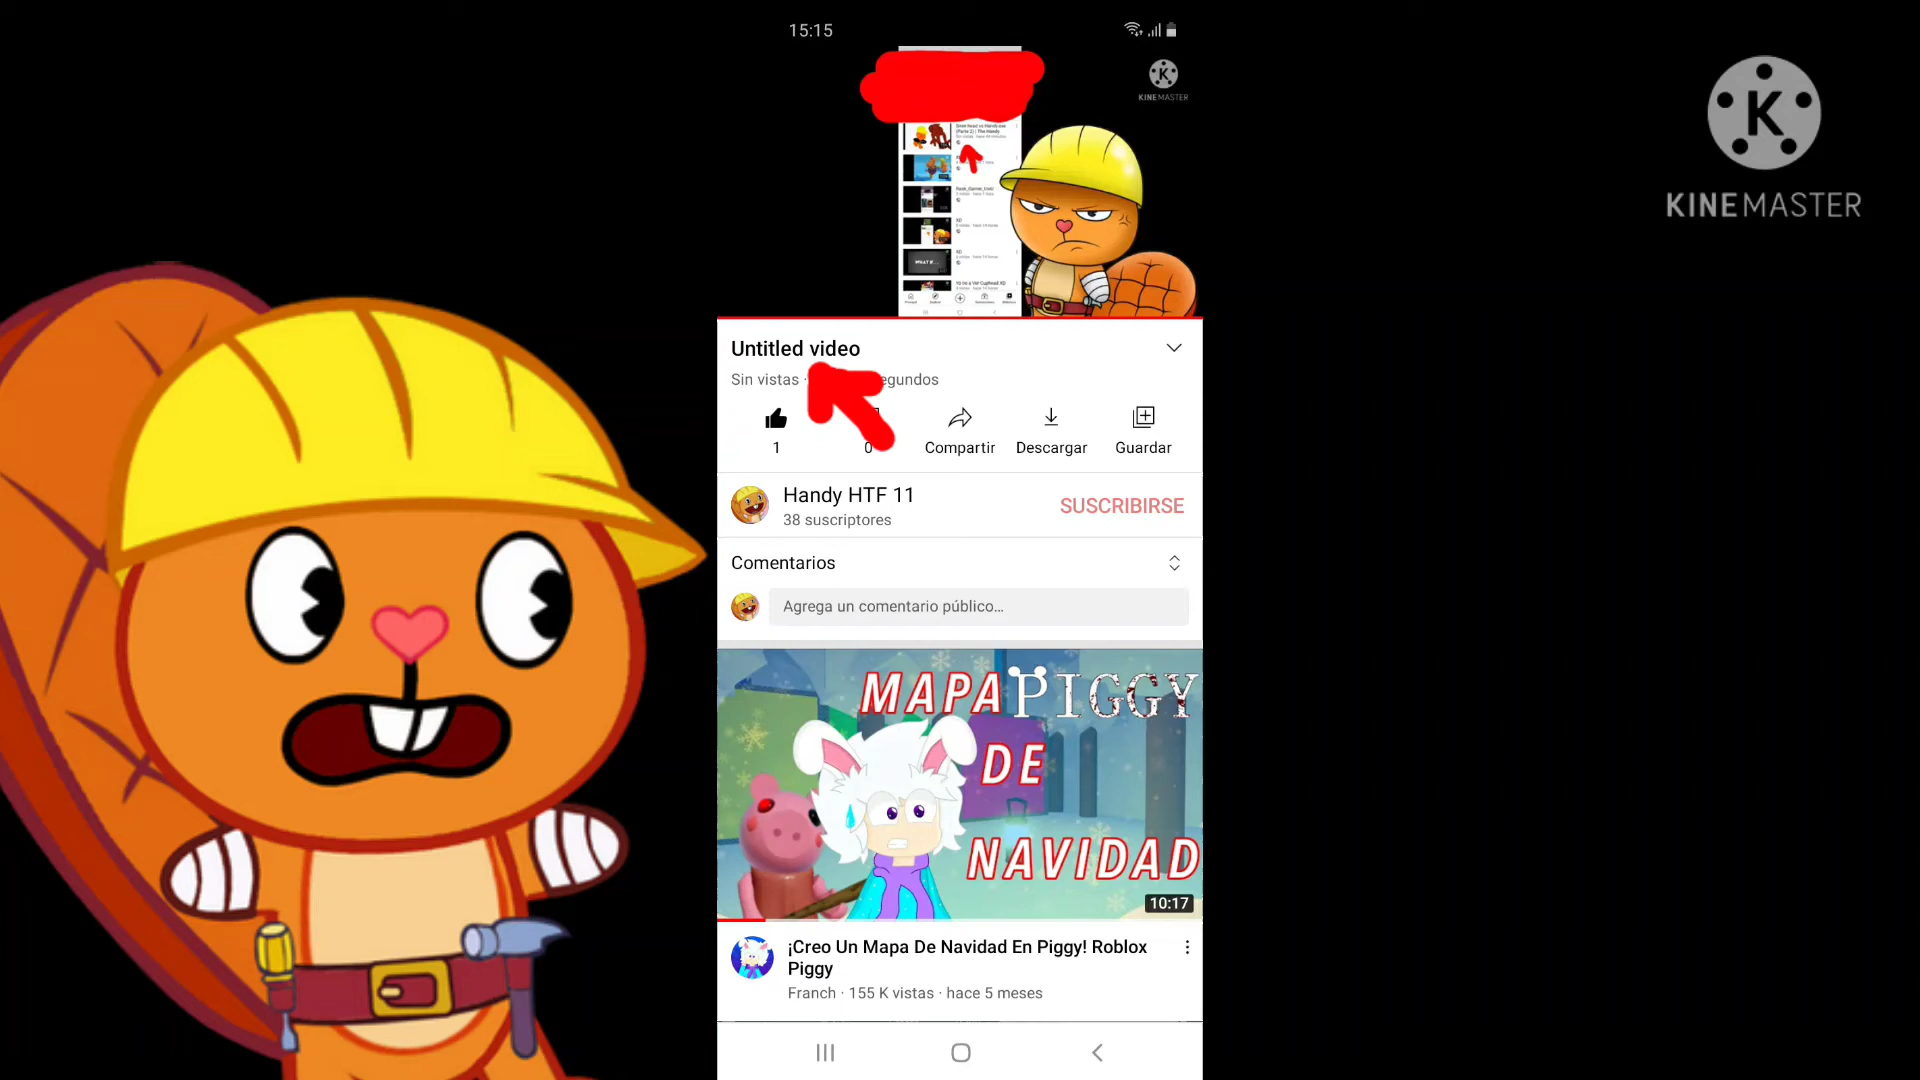 15:15
K
KINEMASTER
K
KINEMASTER
WHAT IF...
Untitled video
Sin vistas · egundos
1
0
Compartir
Descargar
Guardar
Handy HTF 11
38 suscriptores
SUSCRIBIRSE
Comentarios
Agrega un comentario público...
MAPA PIGGY
DE
NAVIDAD
10:17
¡Creo Un Mapa De Navidad En Piggy! Roblox
Piggy
Franch · 155 K vistas · hace 5 meses